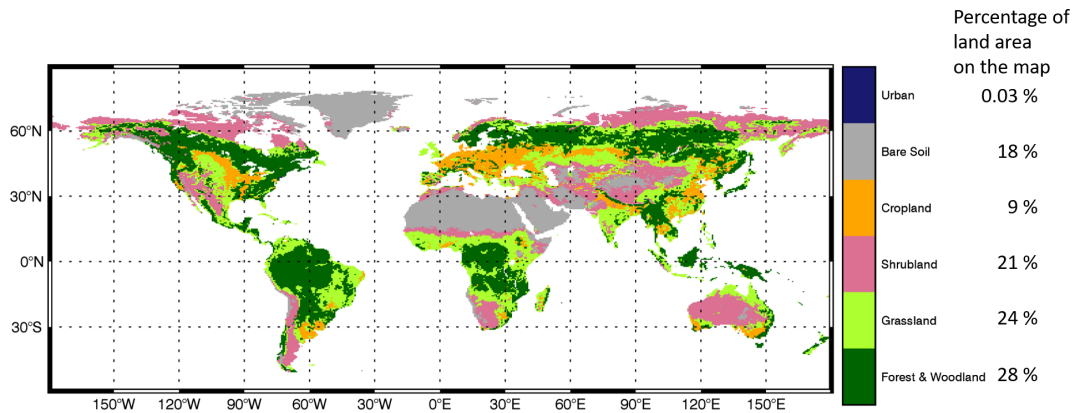 Percentage of
land area
on the map
60°N
30°N
0°N
30°S
150°W 120°W 90°W 60°W 30°W 0°E 30°E 60°E 90°E 120°E 150°E
Urban 0.03 %
Bare Soil 18 %
Cropland 9 %
Shrubland 21 %
Grassland 24 %
Forest & Woodland 28 %